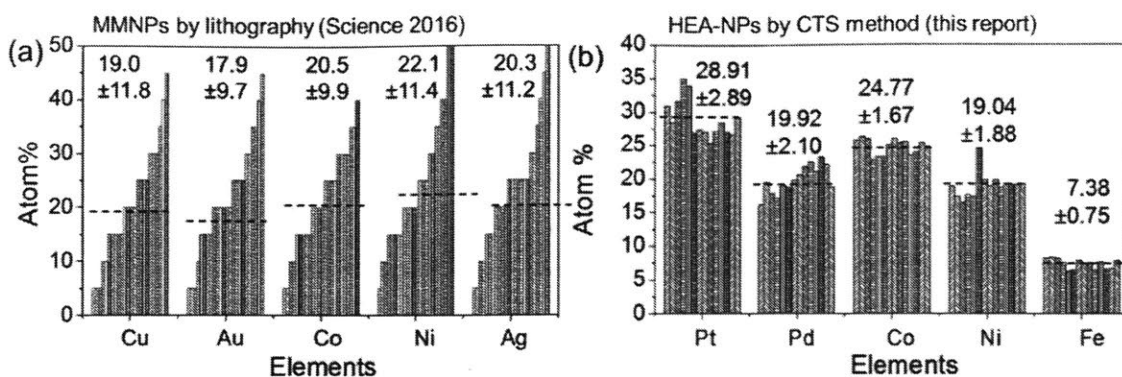 MMNPs by lithography (Science 2016)
(a)
50
40
30
20
10
0
Atom%
19.0
±11.8
17.9
±9.7
20.5
±9.9
22.1
±11.4
20.3
±11.2
Cu
Au
Co
Ni
Ag
Elements
HEA-NPs by CTS method (this report)
(b)
40
35
30
25
20
15
10
5
0
Atom %
28.91
±2.89
19.92
±2.10
24.77
±1.67
19.04
±1.88
7.38
±0.75
Pt
Pd
Co
Ni
Fe
Elements